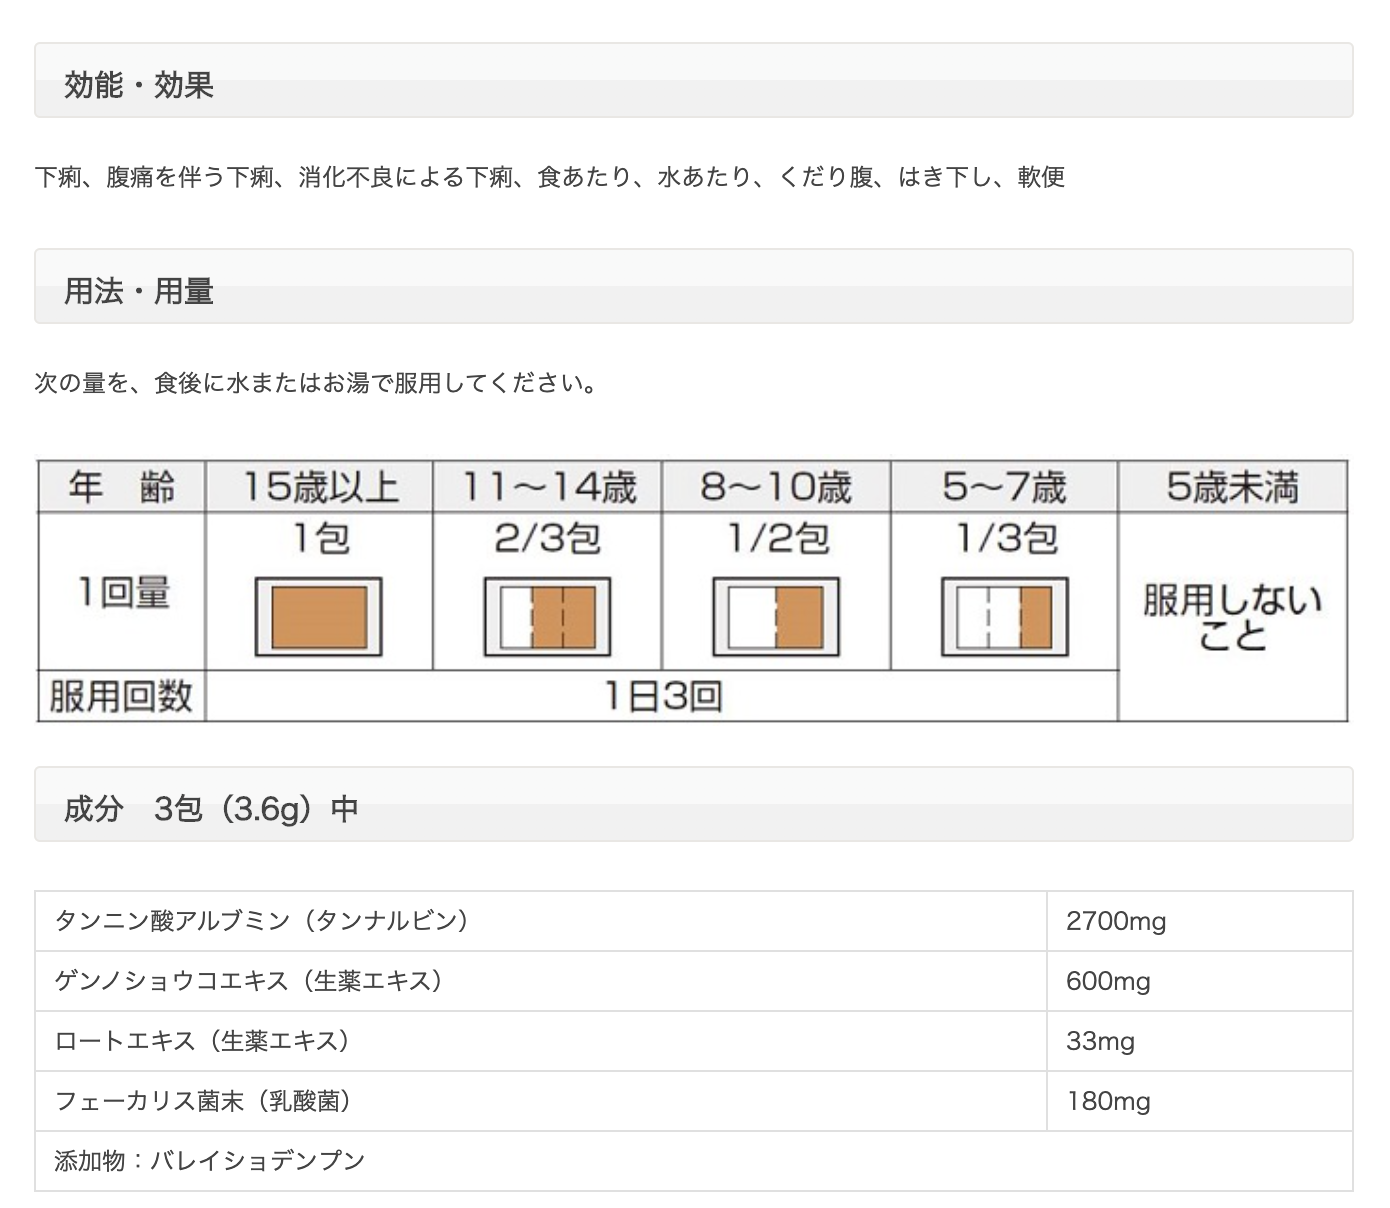 効能・効果
下痢、腹痛を伴う下痢、消化不良による下痢、食あたり、水あたり、くだり腹、はき下し、軟便
用法・用量
次の量を、食後に水またはお湯で服用してください。
年　齢 15歳以上 11～14歳 8～10歳 5～7歳 5歳未満
1回量 1包 2/3包 1/2包 1/3包 服用しない
こと
服用回数 1日3回
成分　3包（3.6g）中
タンニン酸アルブミン（タンナルビン） 2700mg
ゲンノショウコエキス（生薬エキス） 600mg
ロートエキス（生薬エキス） 33mg
フェーカリス菌末（乳酸菌） 180mg
添加物：バレイショデンプン